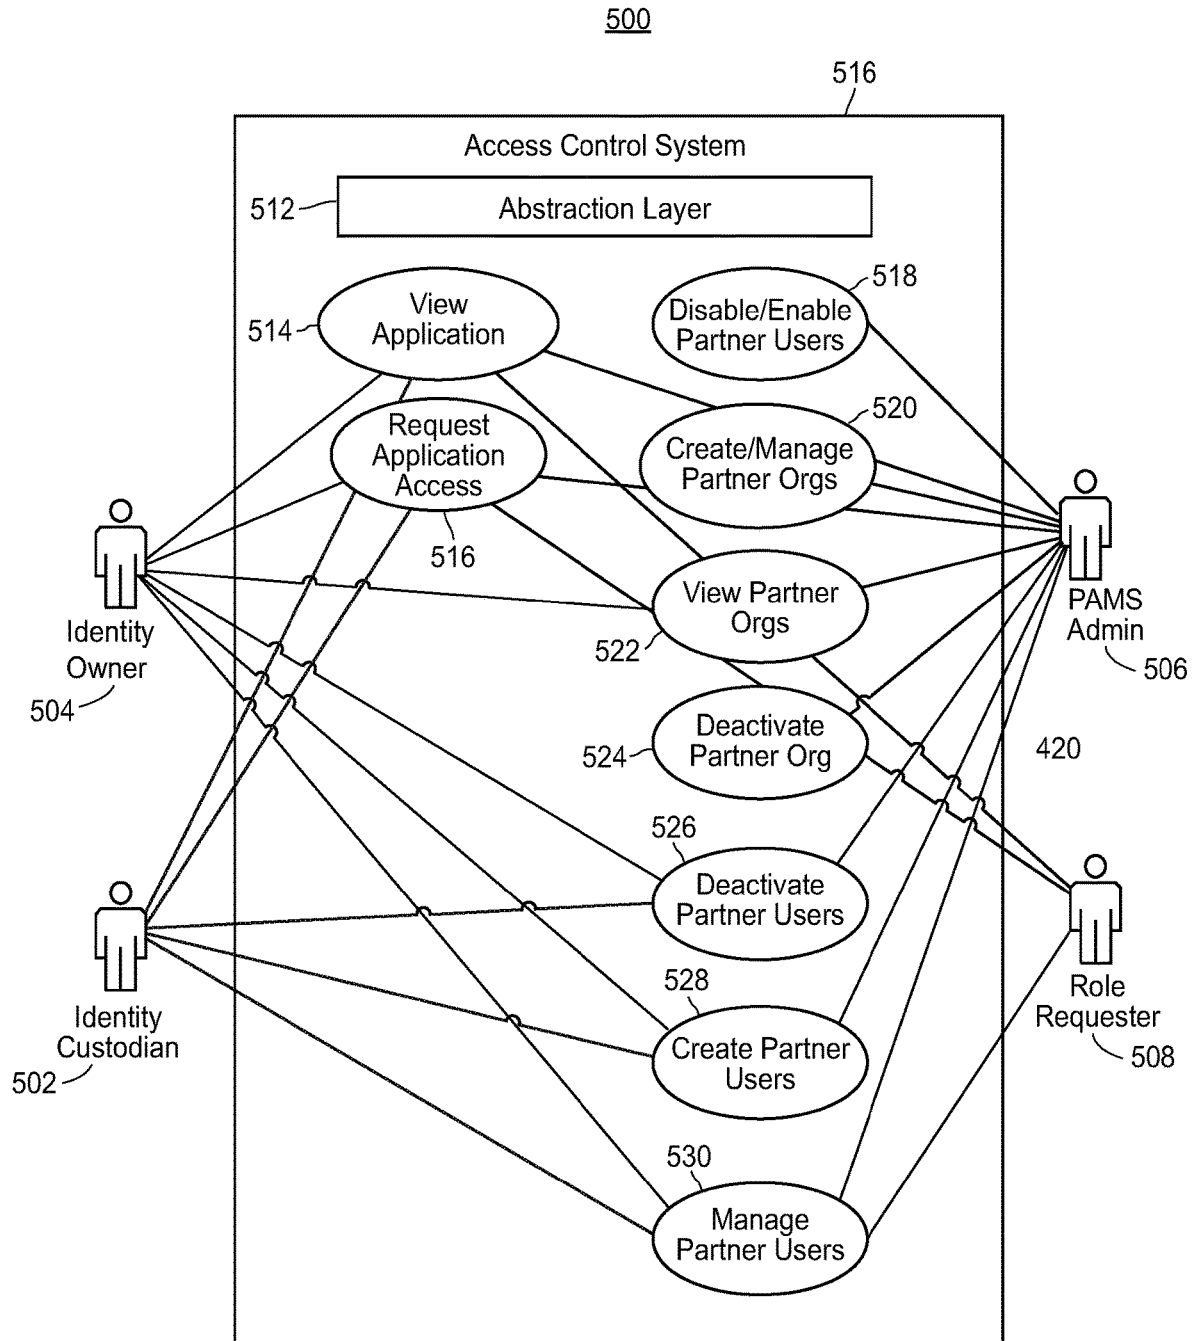 500
516
Access Control System
512
Abstraction Layer
518
View
Application
514
Disable/Enable
Partner Users
520
Request
Application
Access
516
Create/Manage
Partner Orgs
View Partner
Orgs
522
Identity
Owner
504
PAMS
Admin
506
Deactivate
Partner Org
524
420
526
Deactivate
Partner Users
Identity
Custodian
502
528
Create Partner
Users
Role
Requester
508
530
Manage
Partner Users